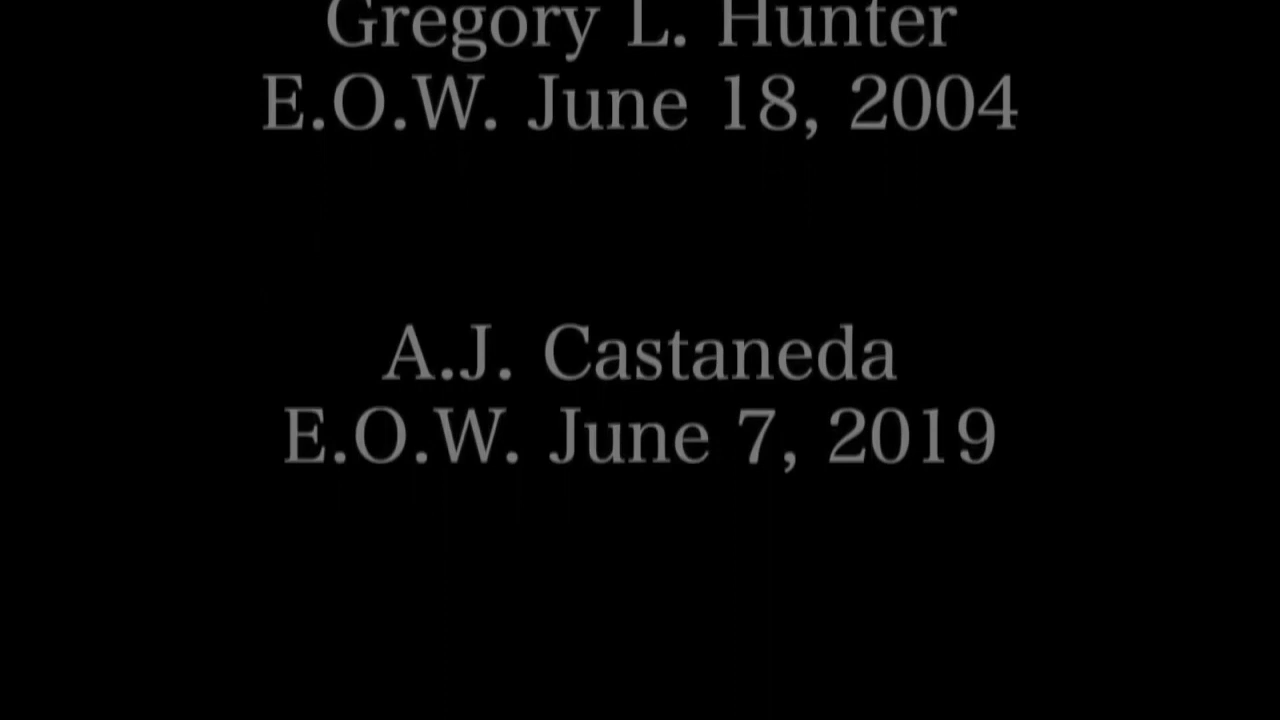 Gregory L. Hunter
E.O.W. June 18, 2004
A.J. Castaneda
E.O.W. June 7, 2019